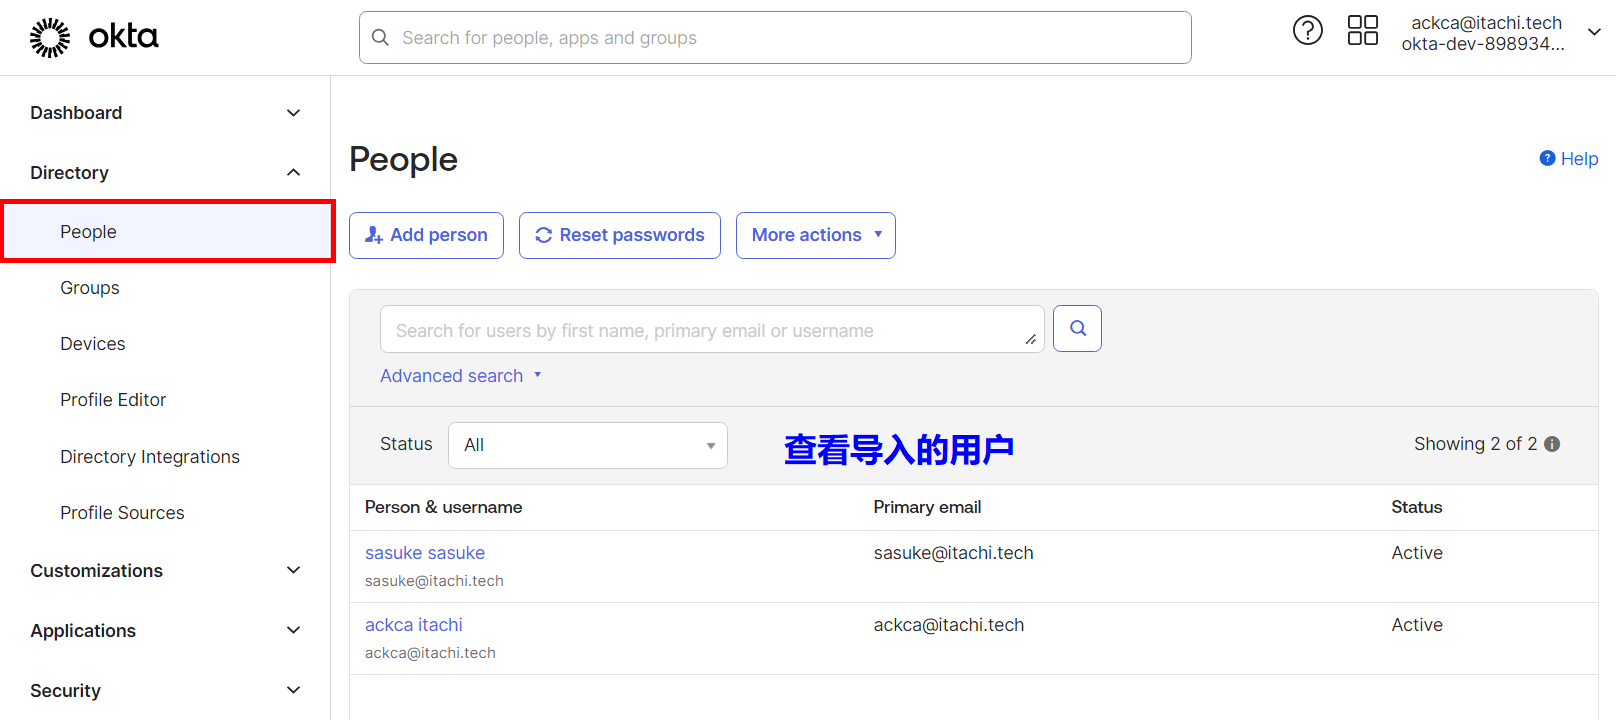 okta
Search for people, apps and groups
ackca@itachi.tech
okta-dev-898934...
Dashboard
Directory
People
Groups
Devices
Profile Editor
Directory Integrations
Profile Sources
Customizations
Applications
Security
People
Help
Add person
Reset passwords
More actions
Search for users by first name, primary email or username
Advanced search
Status
All
查看导入的用户
Showing 2 of 2
Person & username
Primary email
Status
sasuke sasuke
sasuke@itachi.tech
Active
sasuke@itachi.tech
ackca itachi
ackca@itachi.tech
Active
ackca@itachi.tech